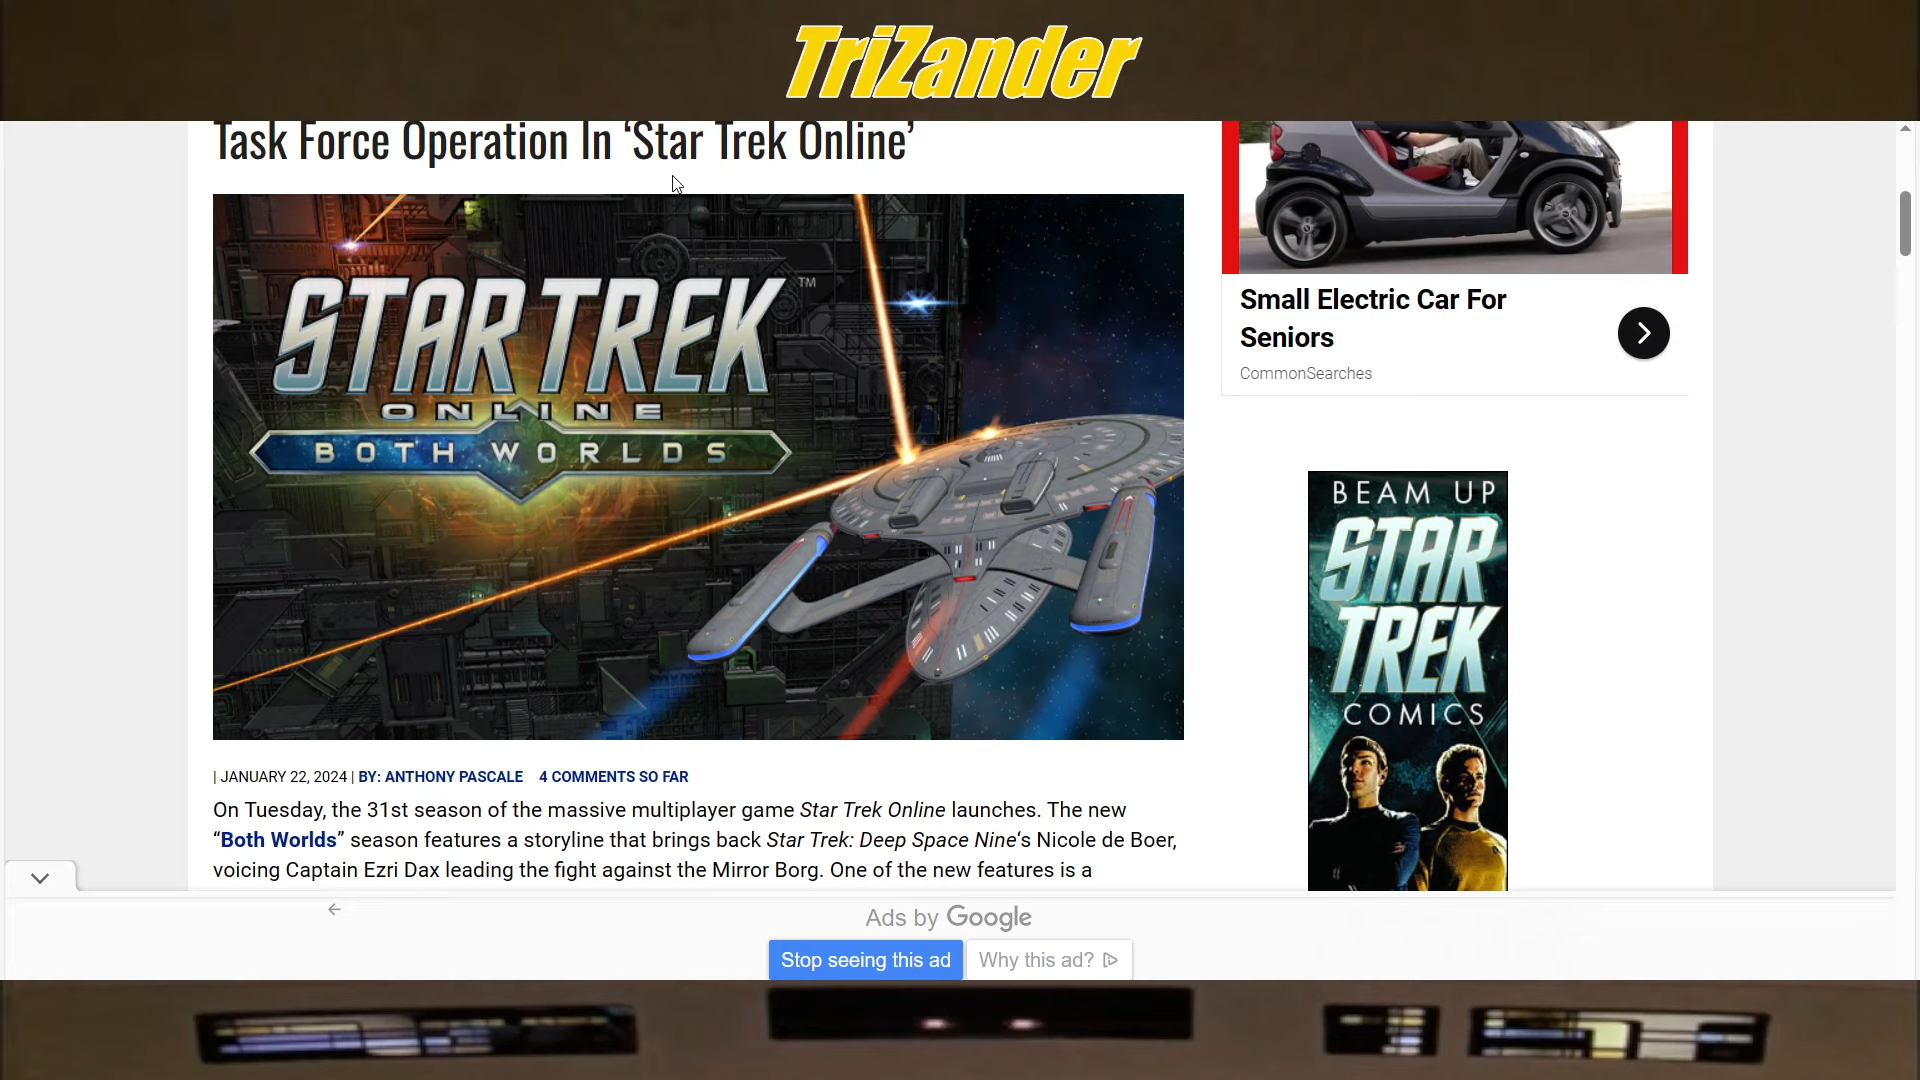 TriZander
Task Force Operation In ‘Star Trek Online’
STAR TREK™
ONLINE
BOTH WORLDS
| JANUARY 22, 2024 | BY: ANTHONY PASCALE 4 COMMENTS SO FAR
On Tuesday, the 31st season of the massive multiplayer game Star Trek Online launches. The new
“Both Worlds” season features a storyline that brings back Star Trek: Deep Space Nine‘s Nicole de Boer,
voicing Captain Ezri Dax leading the fight against the Mirror Borg. One of the new features is a
Small Electric Car For
Seniors
CommonSearches
BEAM UP
STAR
TREK
COMICS
Ads by Google
Stop seeing this ad
Why this ad?